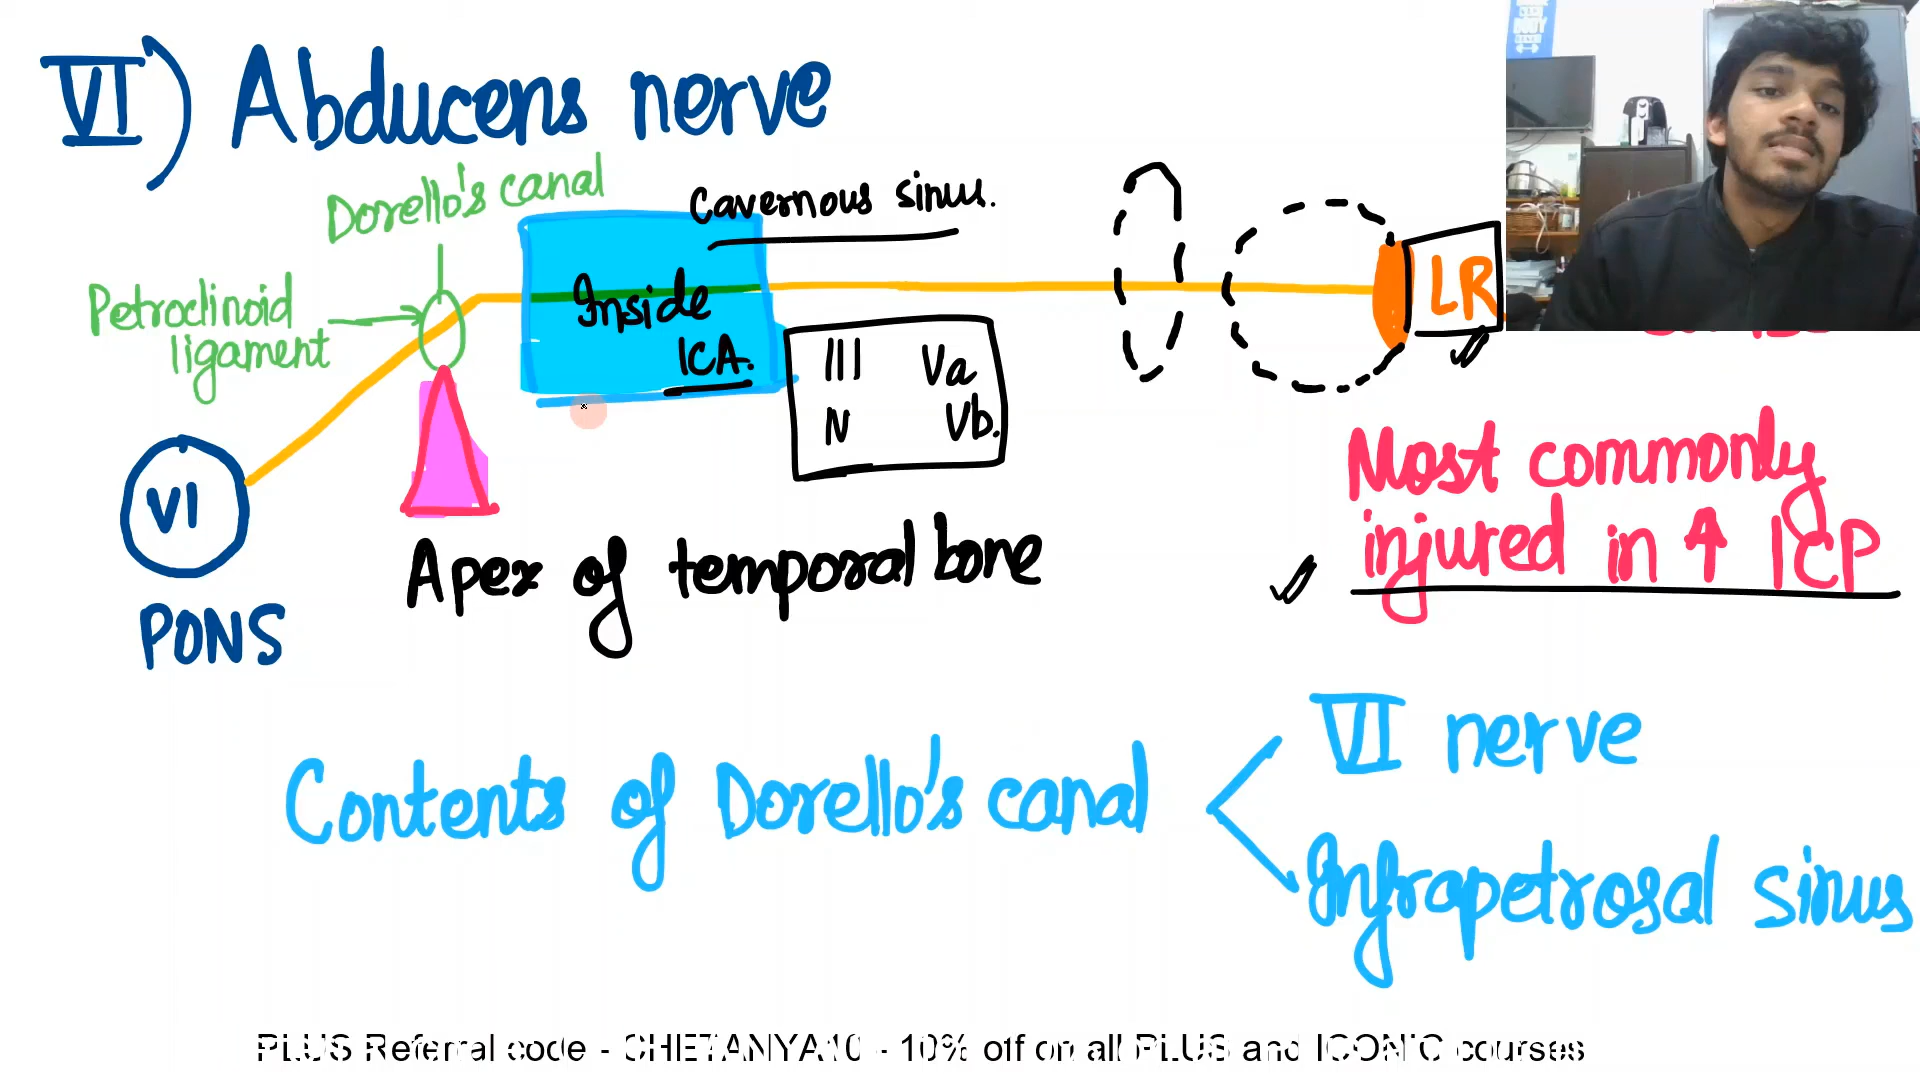 VI) Abducens nerve
Dorello's canal
Cavernous sinus.
Petroclinoid
ligament
Inside
ICA.
III Va
IV Vb.
LR
VI
PONS
Apex of temporal bone
Most commonly
injured in ↑ ICP
Contents of Dorello's canal
VI nerve
Infrapetrosal sinus
PLUS Referral code - CHETANYA10 - 10% off on all PLUS and ICONIC courses